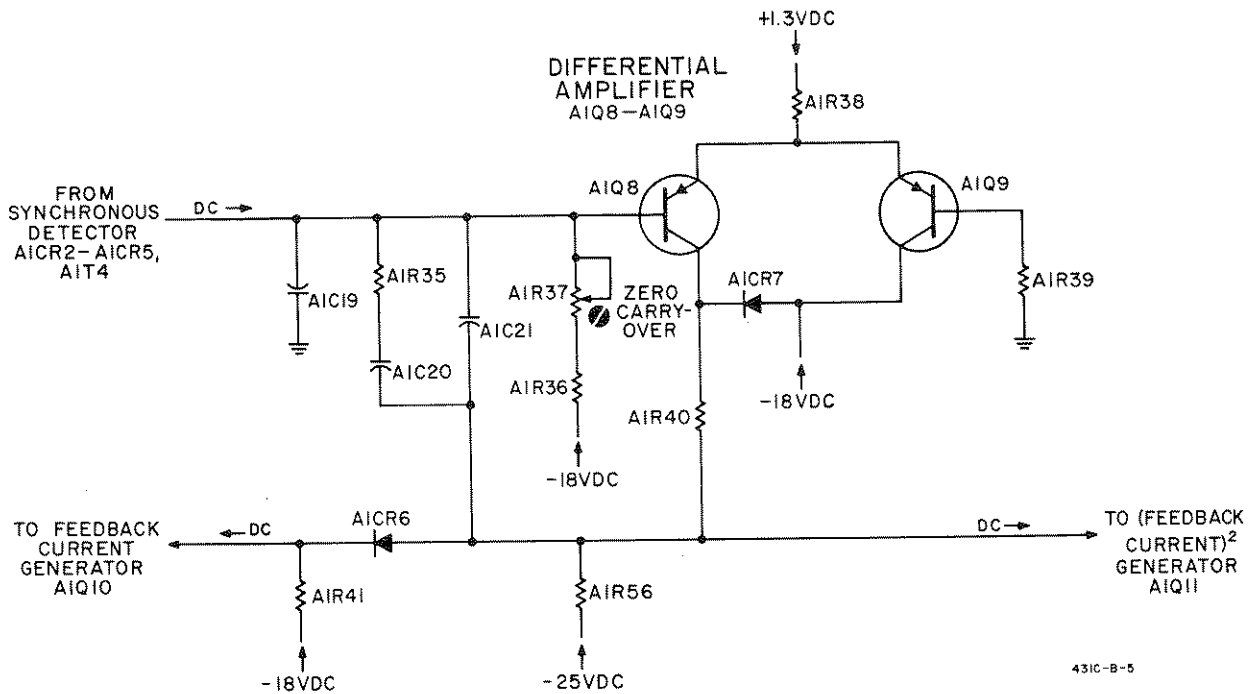 +1.3VDC
DIFFERENTIAL
AMPLIFIER
A1Q8-A1Q9
A1R38
A1Q8
A1Q9
FROM
SYNCHRONOUS
DETECTOR
A1CR2-A1CR5,
A1T4
DC
A1C19
A1R35
A1C20
A1C21
A1R37
ZERO
CARRY-
OVER
A1R36
-18VDC
A1CR7
-18VDC
A1R39
A1R40
TO FEEDBACK
CURRENT
GENERATOR
A1Q10
DC
A1CR6
A1R41
-18VDC
A1R56
-25VDC
DC
TO (FEEDBACK
CURRENT)²
GENERATOR
A1Q11
431C-B-5